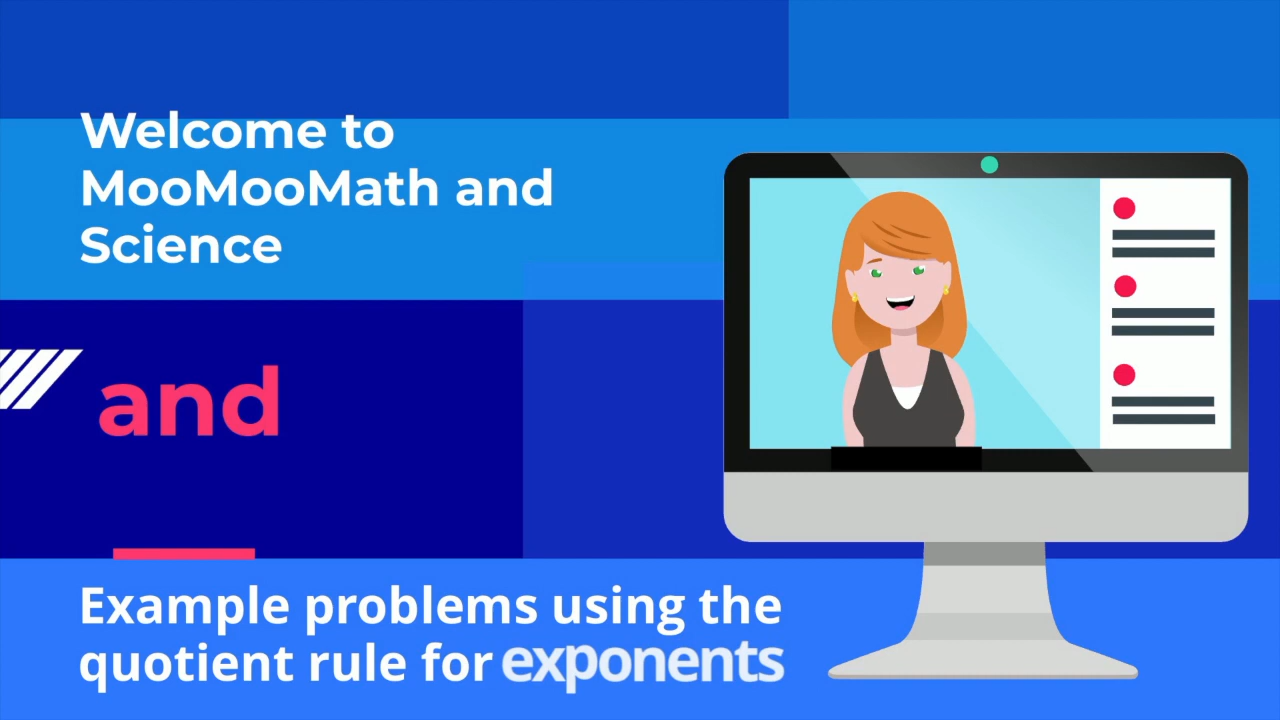 Welcome to
MooMooMath and
Science
and
Example problems using the
quotient rule for exponents